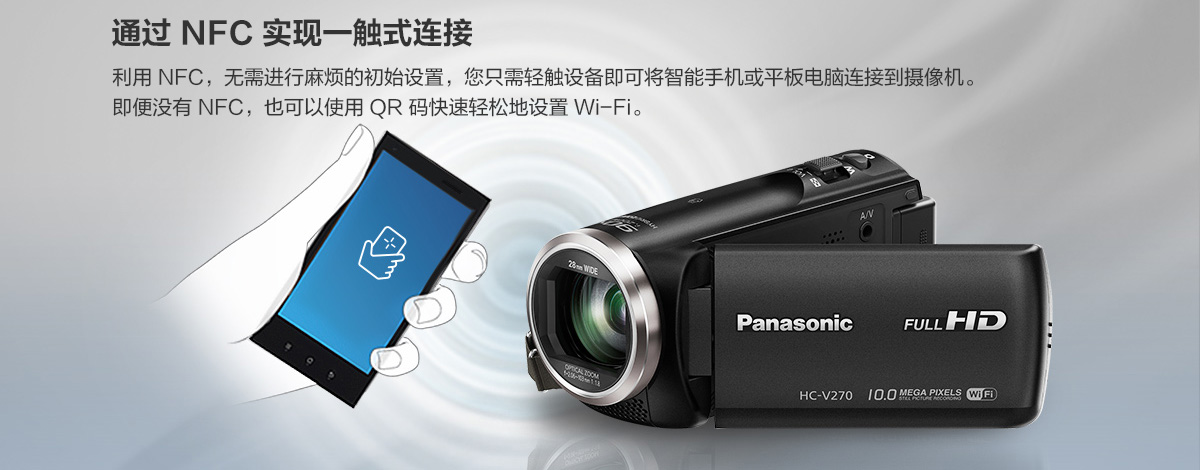 通过 NFC 实现一触式连接
利用 NFC，无需进行麻烦的初始设置，您只需轻触设备即可将智能手机或平板电脑连接到摄像机。
即便没有 NFC，也可以使用 QR 码快速轻松地设置 Wi-Fi。
W
A/V
28mm WIDE
OPTICAL ZOOM
Panasonic
FULL HD
HC-V270
10.0 MEGA PIXELS
STILL PICTURE RECORDING
WiFi